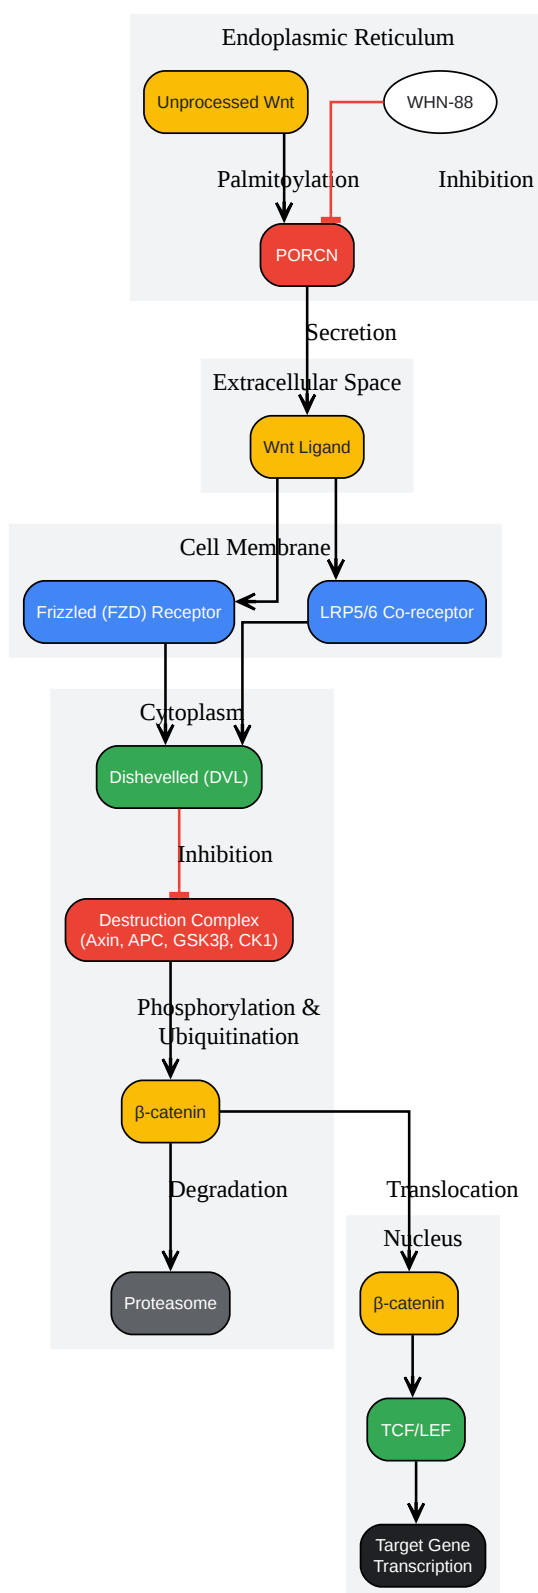 Endoplasmic Reticulum
Unprocessed Wnt
WHN-88
Palmitoylation
Inhibition
PORCN
Secretion
Extracellular Space
Wnt Ligand
Cell Membrane
Frizzled (FZD) Receptor
LRP5/6 Co-receptor
Cytoplasm
Dishevelled (DVL)
Inhibition
Destruction Complex
(Axin, APC, GSK3β, CK1)
Phosphorylation &
Ubiquitination
β-catenin
Degradation
Translocation
Nucleus
Proteasome
β-catenin
TCF/LEF
Target Gene
Transcription